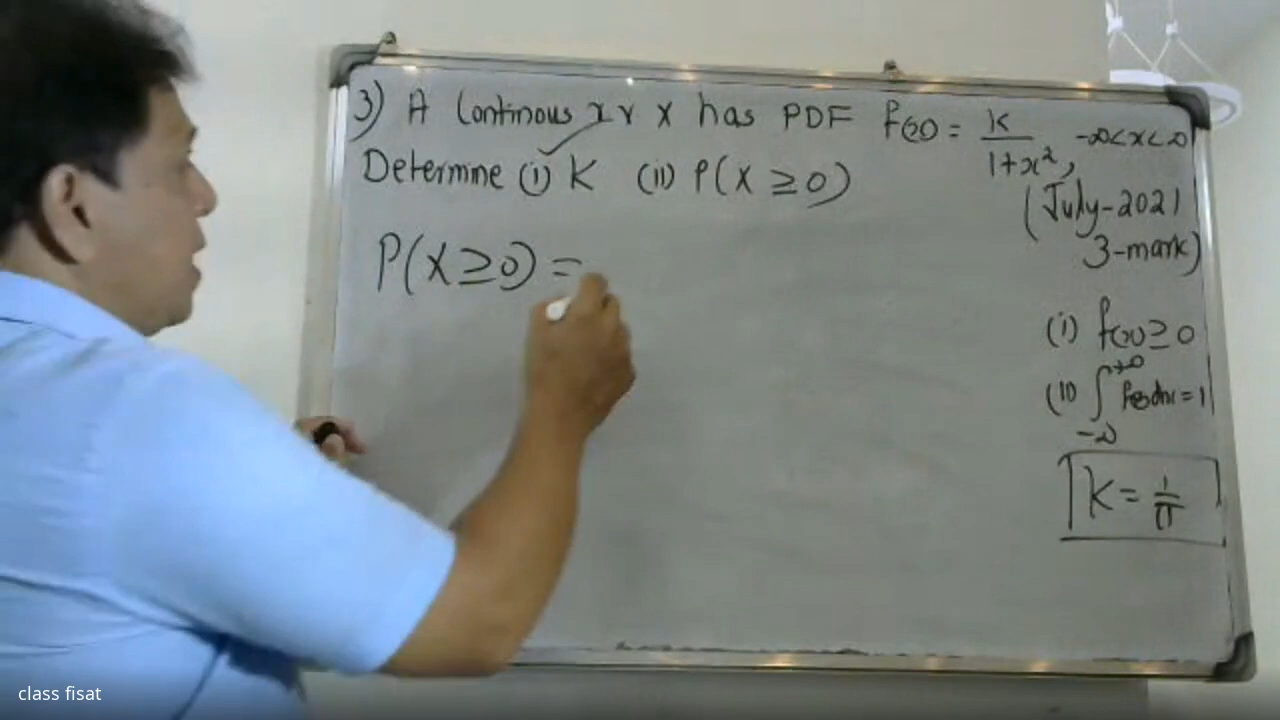 3) A Continous rv X has PDF f(x) = K/1+x², -∞<x<∞
Determine (i) K (ii) P(X ≥0)
(July-2021
3-mark)
P(X≥0) =
(i) f(x)≥0
(ii) ∫ -∞ +∞ f(x)dx=1
K = 1/π
class fisat